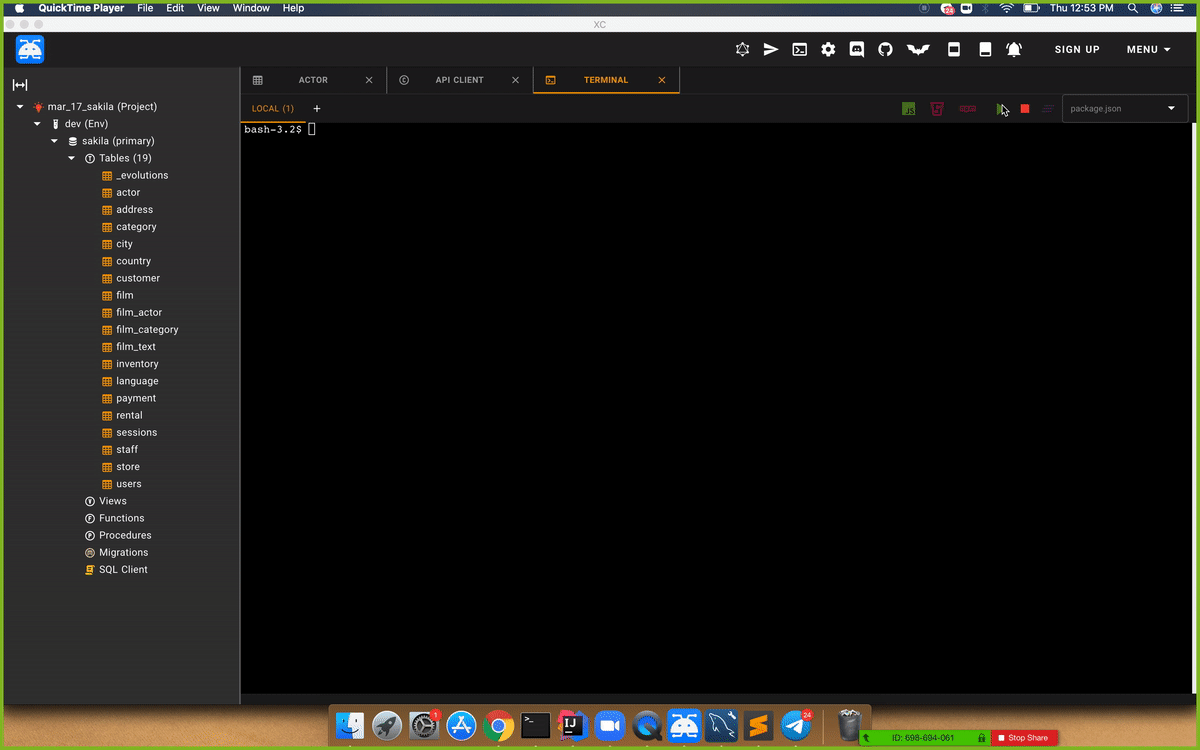 QuickTime Player File Edit View Window Help
Thu 12:53 PM
XC
SIGN UP MENU
ACTOR
API CLIENT
TERMINAL
LOCAL (1) +
package.json
bash-3.2$
mar_17_sakila (Project)
dev (Env)
sakila (primary)
Tables (19)
_evolutions
actor
address
category
city
country
customer
film
film_actor
film_category
film_text
inventory
language
payment
rental
sessions
staff
store
users
Views
Functions
Procedures
Migrations
SQL Client
1
24
ID: 698-694-061
Stop Share